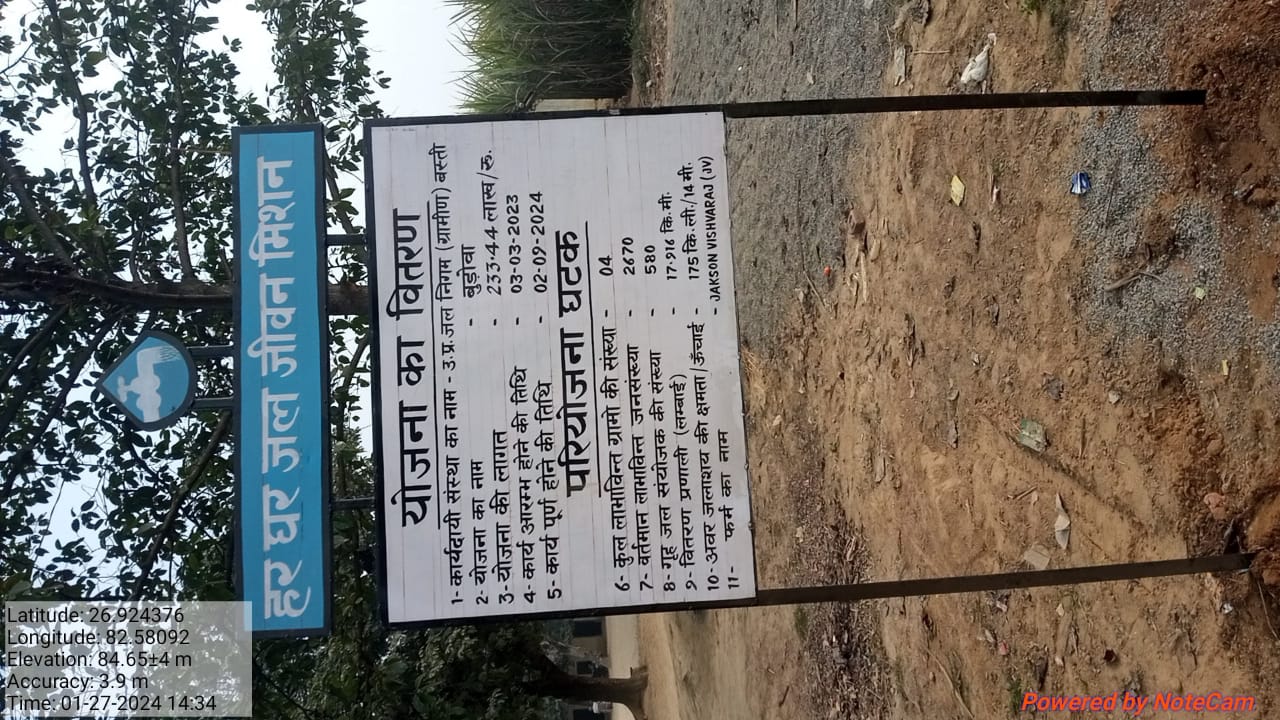 हर घर जल जीवन मिशन
योजना का वितरण
1- कार्यदायी संस्था का नाम - उ.प्र.जल निगम (ग्रामीण) बस्ती
2- योजना का नाम - बुड़ोवा
3- योजना की लागत - 233.44 लाख/रु.
4- कार्य आरम्भ होने की तिथि - 03-03-2023
5- कार्य पूर्ण होने की तिथि - 02-09-2024
परियोजना घटक
6- कुल लाभावित्त ग्रामो की संख्या - 04
7- वर्तमान लाभावित्त जनसंख्या - 2670
8- गृह जल संयोजक की संख्या - 580
9- वितरण प्रणाली (लम्बाई) - 17.916 कि.मी.
10- अवर जलाशय की क्षमता/ऊँचाई - 175 कि.ली./14 मी.
11- फर्म का नाम - JAKSON VISHVARAJ (JV)
Latitude: 26.924376
Longitude: 82.58092
Elevation: 84.65±4 m
Accuracy: 3.9 m
Time: 01-27-2024 14:34
Powered by NoteCam